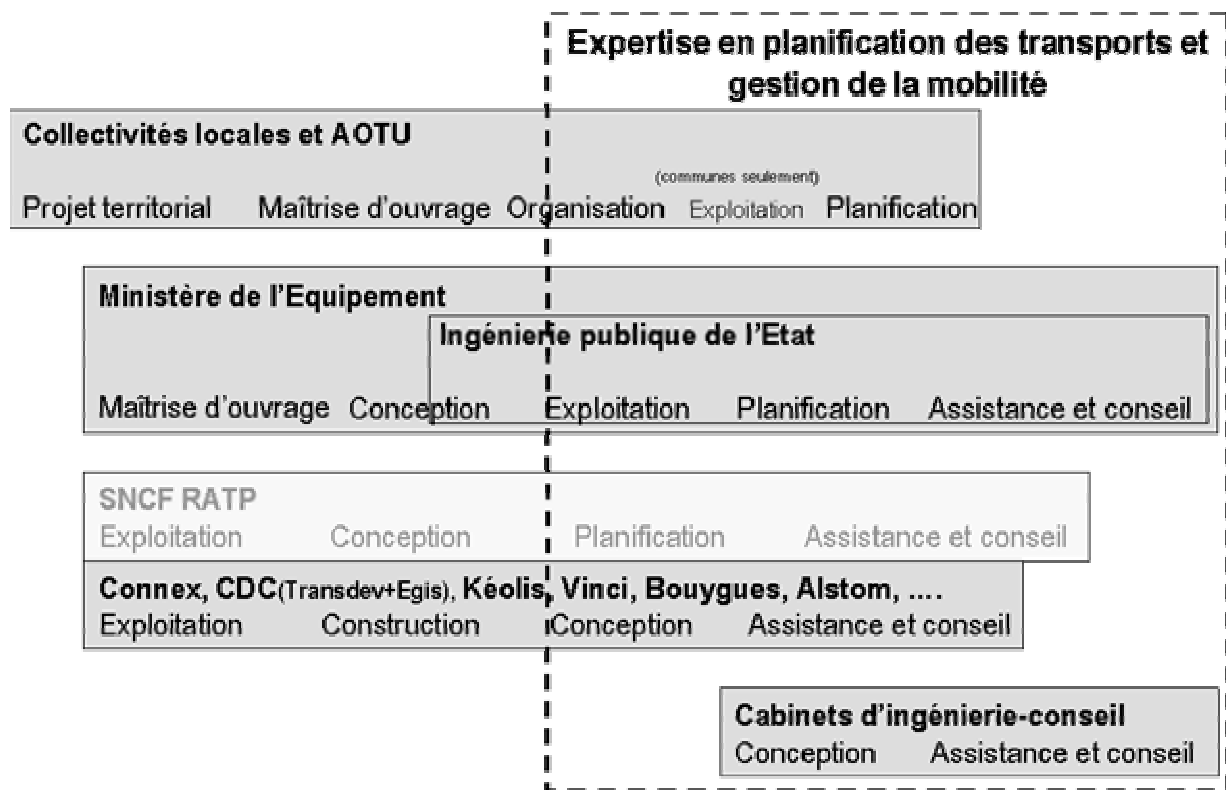 Expertise en planification des transports et
gestion de la mobilité
Collectivités locales et AOTU
(communes seulement)
Projet territorial Maîtrise d'ouvrage Organisation Exploitation Planification
Ministère de l'Equipement
Ingénierie publique de l'Etat
Maîtrise d'ouvrage Conception Exploitation Planification Assistance et conseil
SNCF RATP
Exploitation Conception Planification Assistance et conseil
Connex, CDC(Transdev+Egis), Kéolis, Vinci, Bouygues, Alstom, ....
Exploitation Construction Conception Assistance et conseil
Cabinets d'ingénierie-conseil
Conception Assistance et conseil